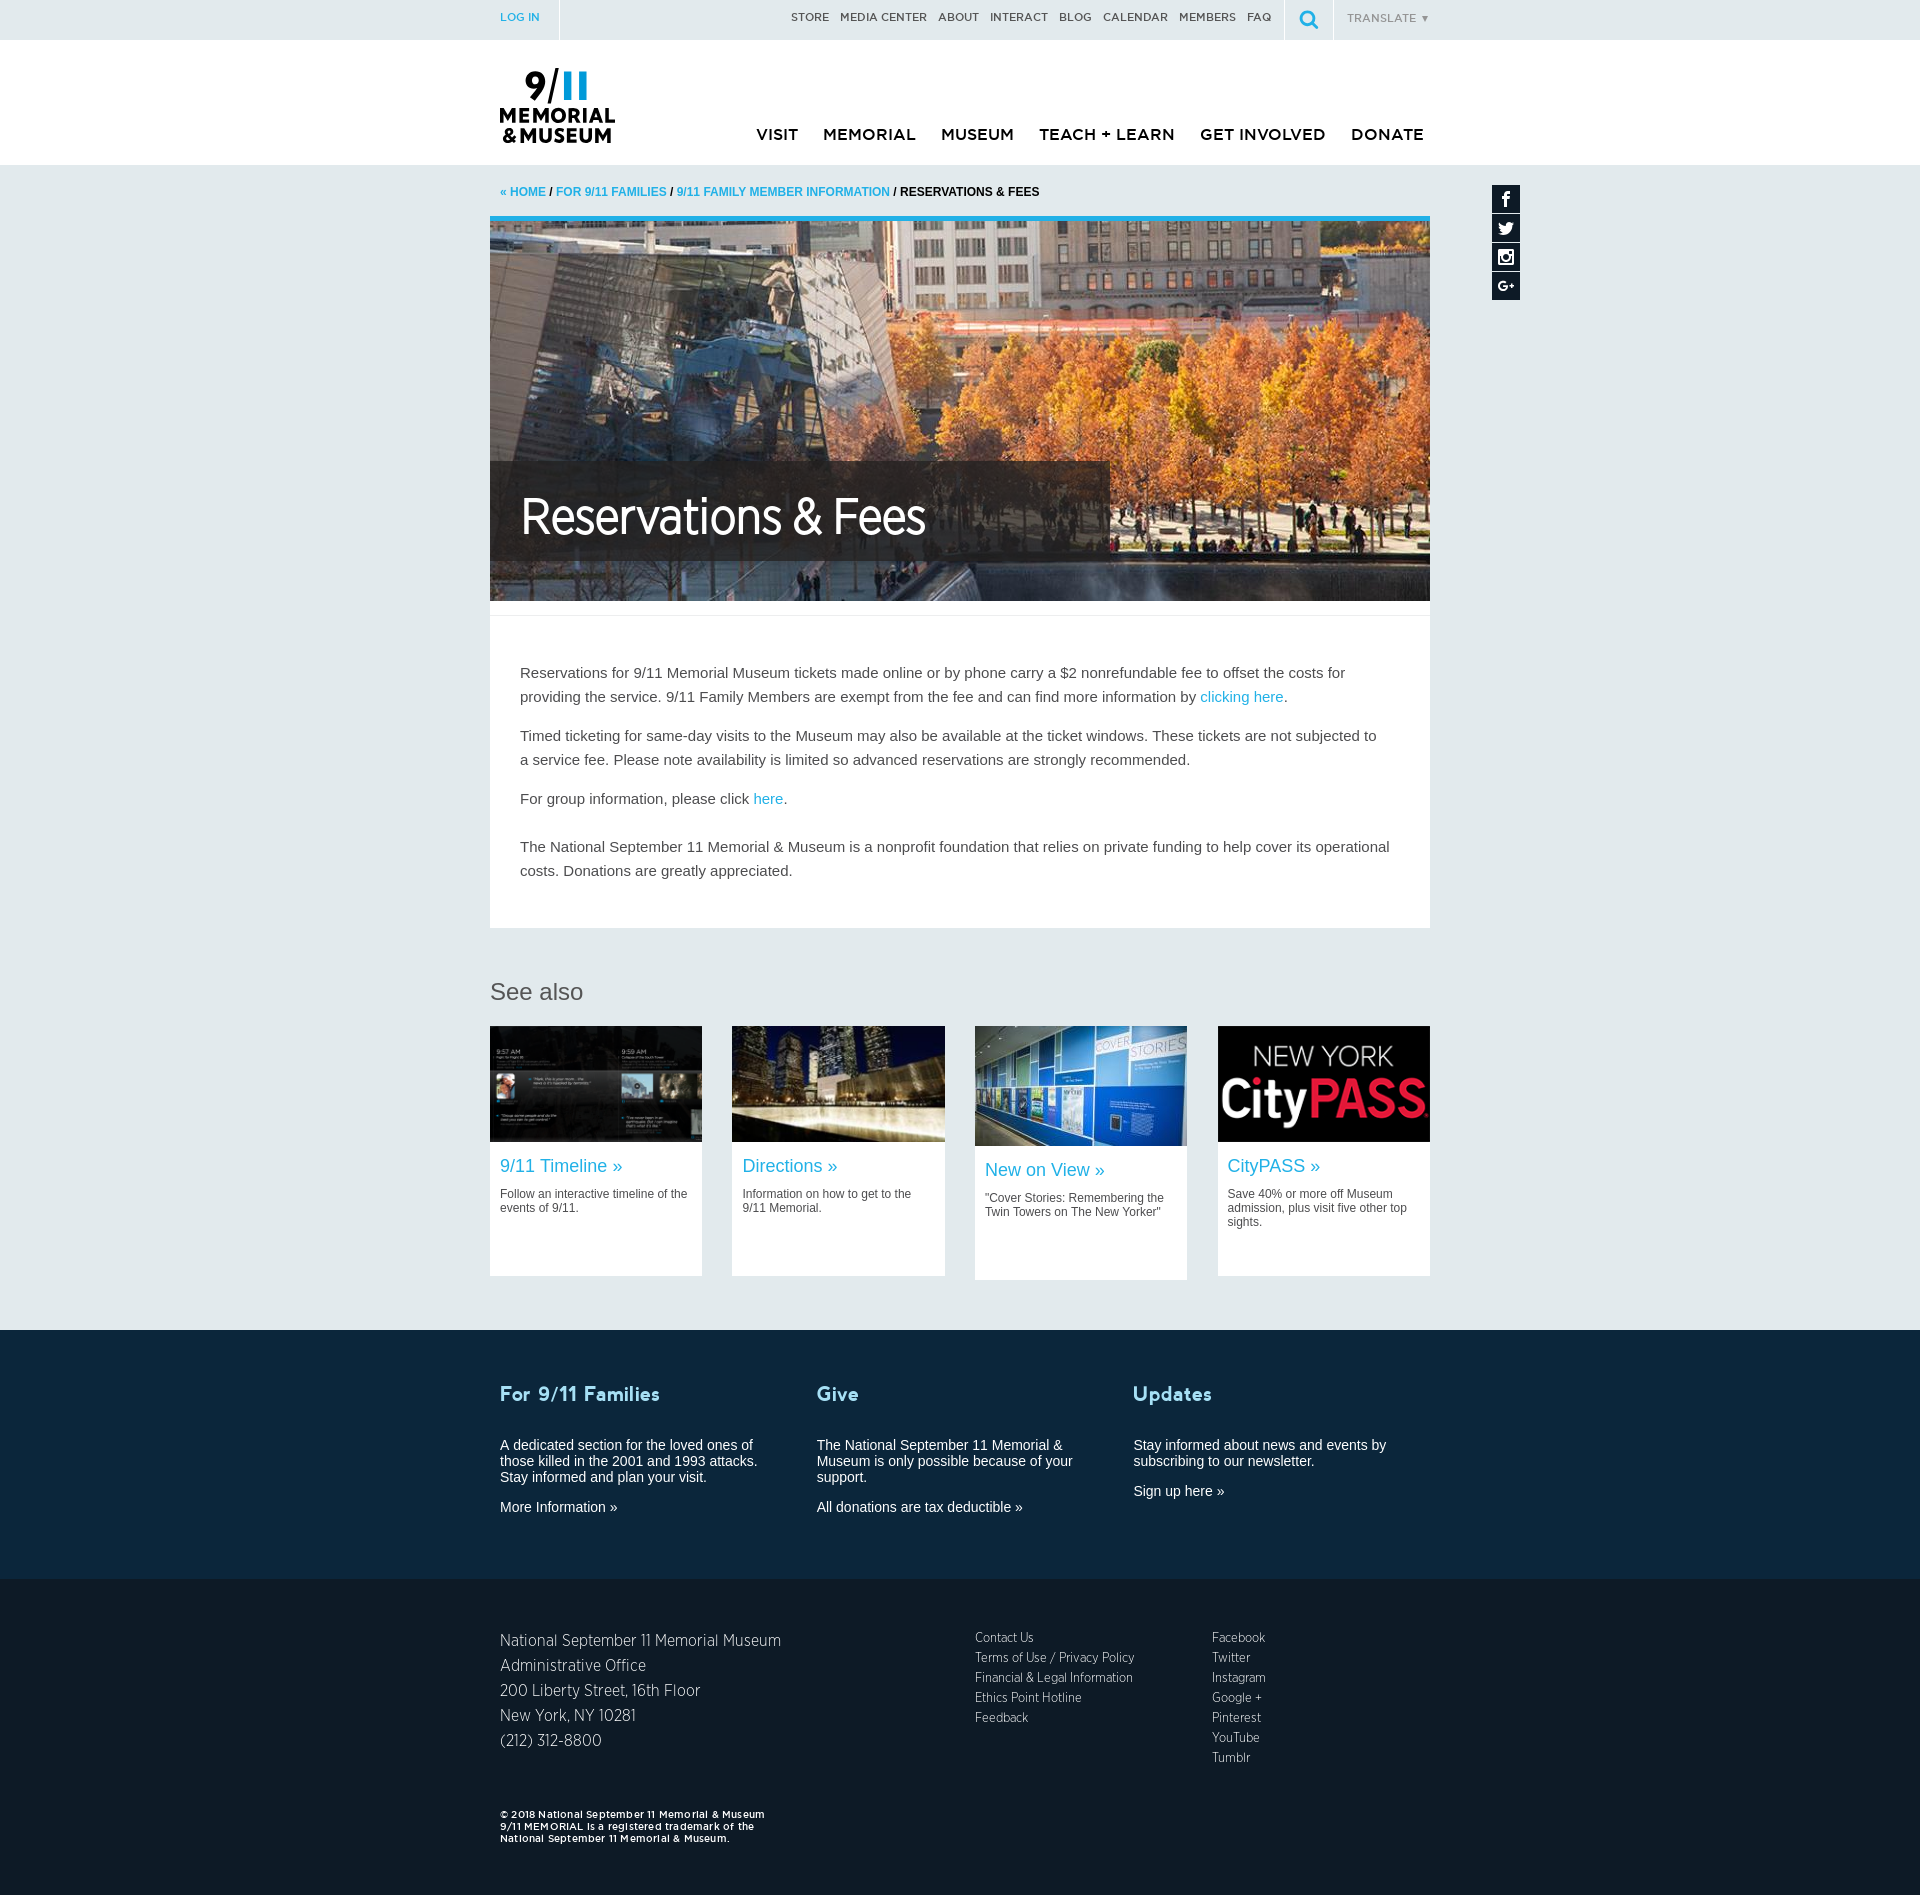 LOG IN
STORE MEDIA CENTER ABOUT INTERACT BLOG CALENDAR MEMBERS FAQ
TRANSLATE ▼
9/11
MEMORIAL
& MUSEUM
VISIT MEMORIAL MUSEUM TEACH + LEARN GET INVOLVED DONATE
« HOME / FOR 9/11 FAMILIES / 9/11 FAMILY MEMBER INFORMATION / RESERVATIONS & FEES
Reservations & Fees
Reservations for 9/11 Memorial Museum tickets made online or by phone carry a $2 nonrefundable fee to offset the costs for
providing the service. 9/11 Family Members are exempt from the fee and can find more information by clicking here.
Timed ticketing for same-day visits to the Museum may also be available at the ticket windows. These tickets are not subjected to
a service fee. Please note availability is limited so advanced reservations are strongly recommended.
For group information, please click here.
The National September 11 Memorial & Museum is a nonprofit foundation that relies on private funding to help cover its operational
costs. Donations are greatly appreciated.
See also
9:57 AM
9:59 AM
9/11 Timeline »
Follow an interactive timeline of the
events of 9/11.
Directions »
Information on how to get to the
9/11 Memorial.
COVER
STORIES
New on View »
"Cover Stories: Remembering the
Twin Towers on The New Yorker"
NEW YORK
CityPASS
CityPASS »
Save 40% or more off Museum
admission, plus visit five other top
sights.
For 9/11 Families
A dedicated section for the loved ones of
those killed in the 2001 and 1993 attacks.
Stay informed and plan your visit.
More Information »
Give
The National September 11 Memorial &
Museum is only possible because of your
support.
All donations are tax deductible »
Updates
Stay informed about news and events by
subscribing to our newsletter.
Sign up here »
National September 11 Memorial Museum
Administrative Office
200 Liberty Street, 16th Floor
New York, NY 10281
(212) 312-8800
Contact Us
Terms of Use / Privacy Policy
Financial & Legal Information
Ethics Point Hotline
Feedback
Facebook
Twitter
Instagram
Google +
Pinterest
YouTube
Tumblr
© 2018 National September 11 Memorial & Museum
9/11 MEMORIAL is a registered trademark of the
National September 11 Memorial & Museum.